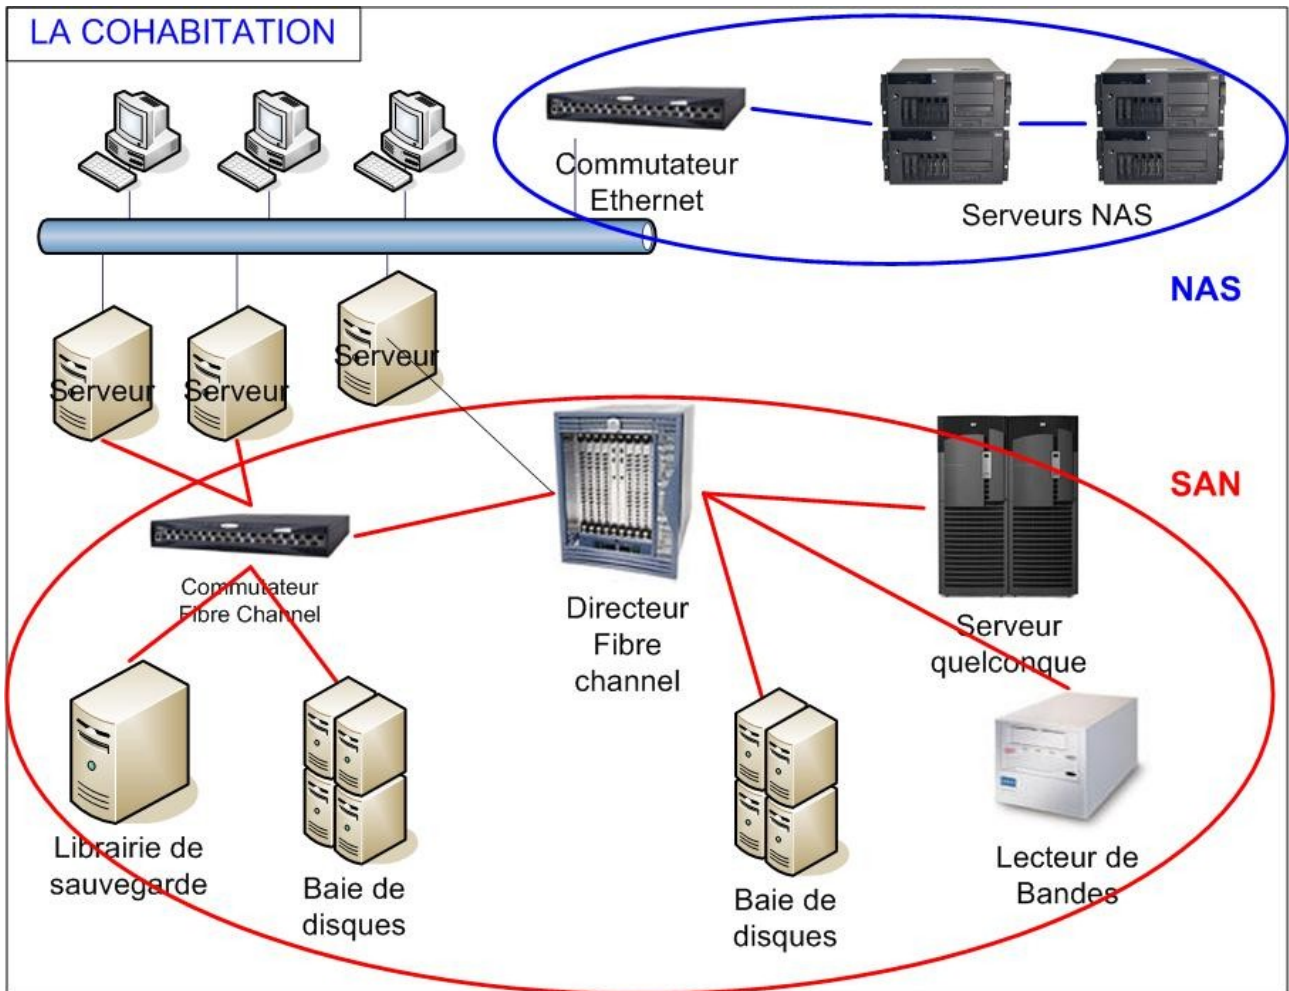 LA COHABITATION
Commutateur
Ethernet
Serveurs NAS
NAS
Serveur
Serveur
Serveur
SAN
Commutateur
Fibre Channel
Directeur
Fibre
channel
Serveur
quelconque
Librairie de
sauvegarde
Baie de
disques
Baie de
disques
Lecteur de
Bandes